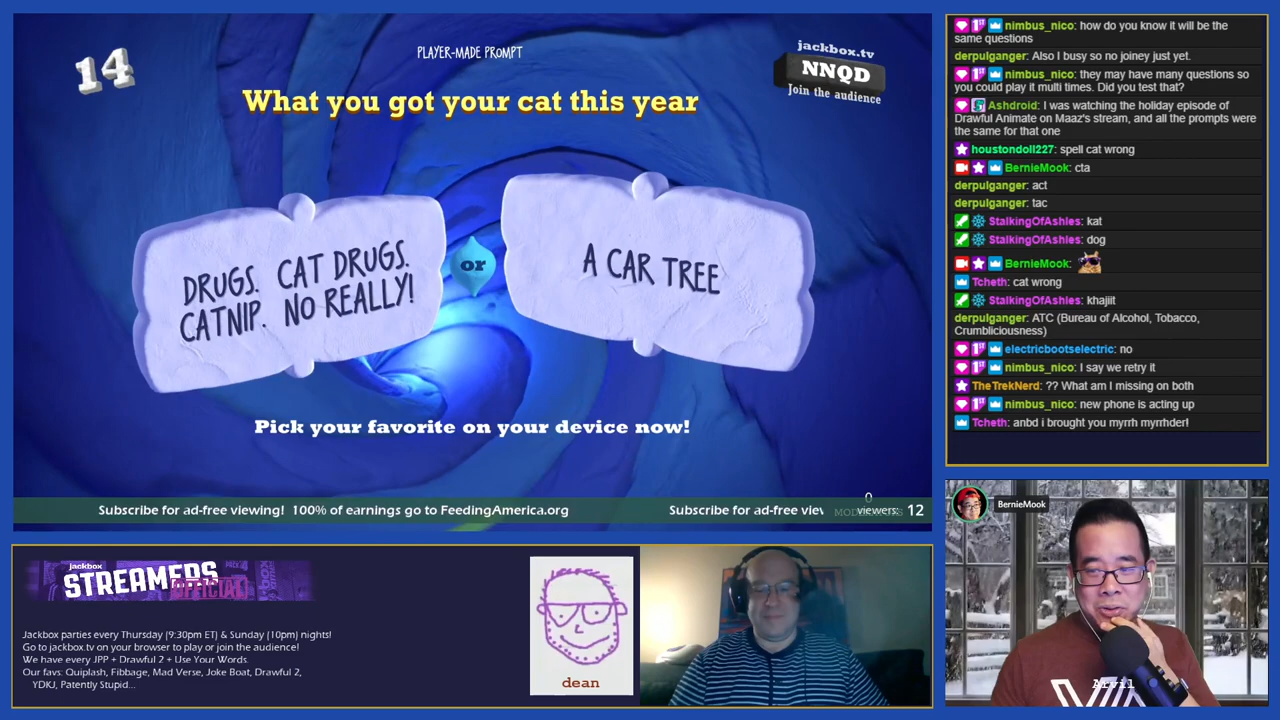 14
PLAYER-MADE PROMPT
jackbox.tv
NNQD
Join the audience
What you got your cat this year
DRUGS. CAT DRUGS.
CATNIP. NO REALLY!
or
A CAR TREE
Pick your favorite on your device now!
Subscribe for ad-free viewing! 100% of earnings go to FeedingAmerica.org
Subscribe for ad-free view
0
viewers: 12
nimbus_nico: how do you know it will be the
same questions
derpulganger: Also I busy so no joiney just yet.
nimbus_nico: they may have many questions so
you could play it multi times. Did you test that?
Ashdroid: I was watching the holiday episode of
Drawful Animate on Maaz's stream, and all the prompts were
the same for that one
houstondoll227: spell cat wrong
BernieMook: cta
derpulganger: act
derpulganger: tac
StalkingOfAshles: kat
StalkingOfAshles: dog
BernieMook:
Tcheth: cat wrong
StalkingOfAshles: khajiit
derpulganger: ATC (Bureau of Alcohol, Tobacco,
Crumbliciousness)
electricbootselectric: no
nimbus_nico: I say we retry it
TheTrekNerd: ?? What am I missing on both
nimbus_nico: new phone is acting up
Tcheth: anbd i brought you myrrh myrrhder!
jackbox
STREAMERS
OFFICIAL
Jackbox parties every Thursday (9:30pm ET) & Sunday (10pm) nights!
Go to jackbox.tv on your browser to play or join the audience!
We have every JPP + Drawful 2 + Use Your Words.
Our favs: Quiplash, Fibbage, Mad Verse, Joke Boat, Drawful 2,
YDKJ, Patently Stupid...
dean
BernieMook